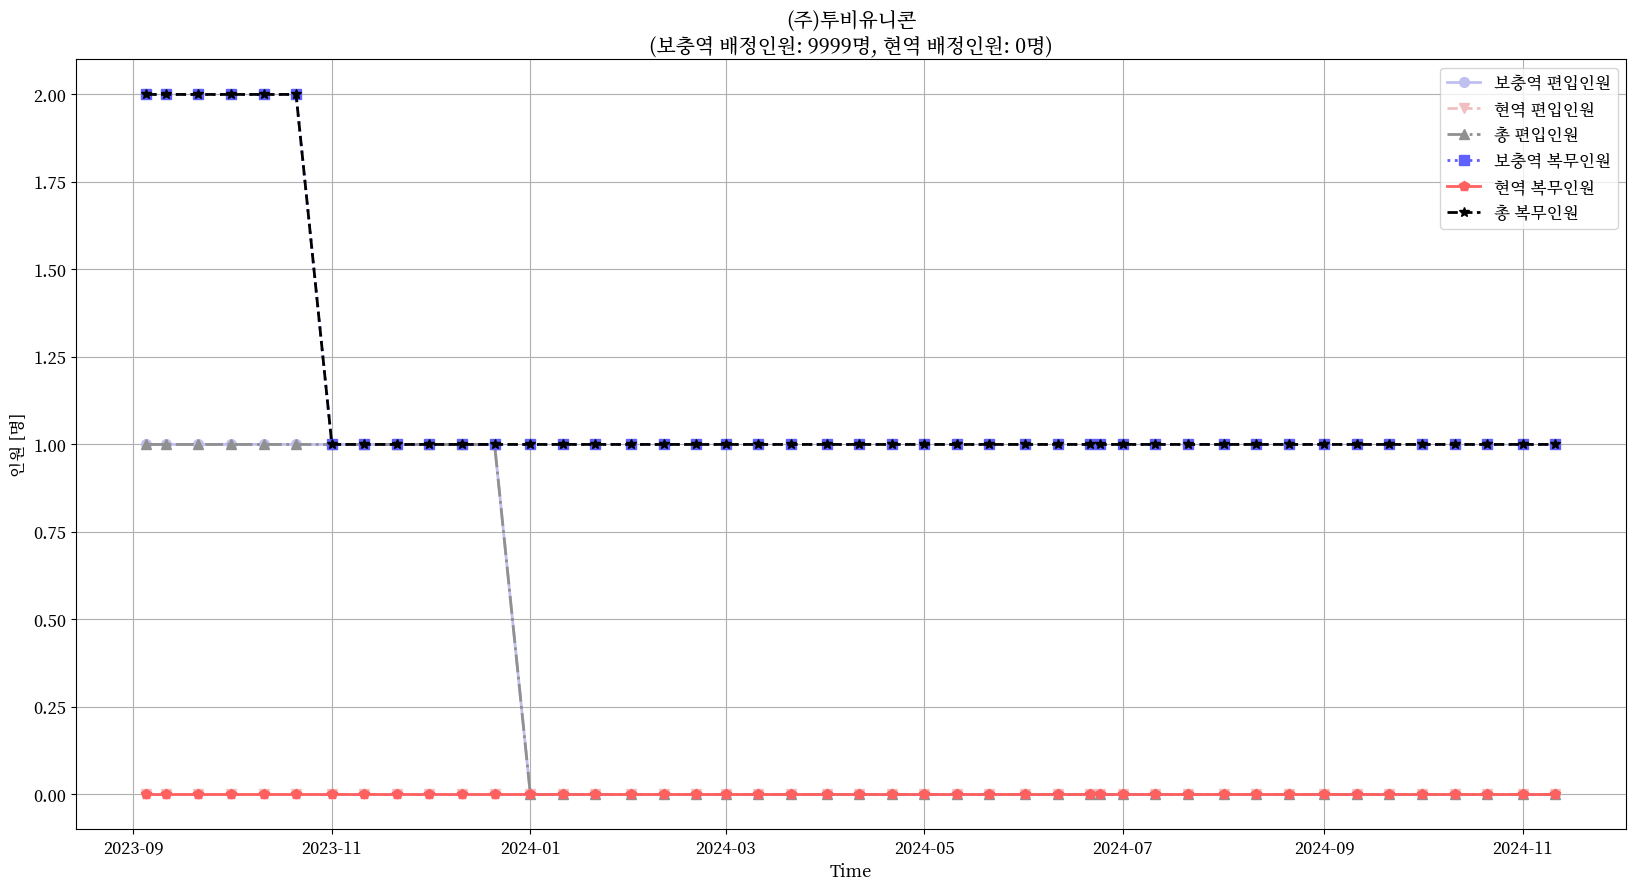 (주)투비유니콘
(보충역 배정인원: 9999명, 현역 배정인원: 0명)
보충역 편입인원
현역 편입인원
총 편입인원
보충역 복무인원
현역 복무인원
총 복무인원
인원 [명]
2.00
1.75
1.50
1.25
1.00
0.75
0.50
0.25
0.00
2023-09 2023-11 2024-01 2024-03 2024-05 2024-07 2024-09 2024-11
Time